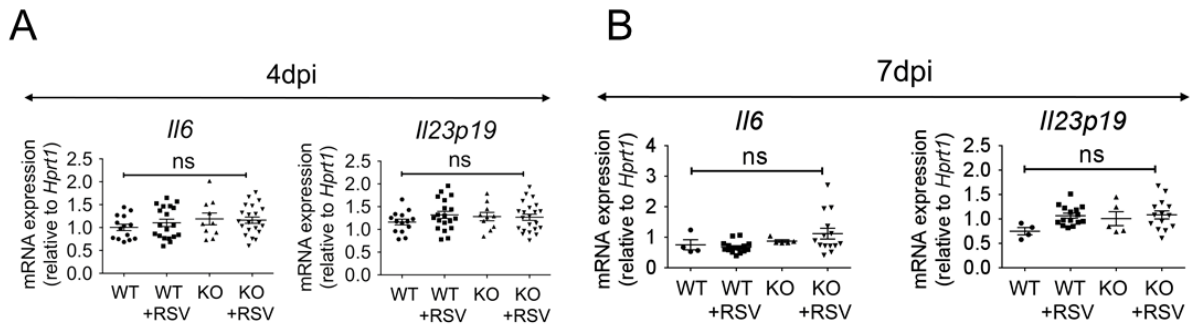 A
4dpi
Il6
mRNA expression
(relative to Hprt1)
2.5
2.0
1.5
1.0
0.5
0.0
ns
WT
WT
+RSV
KO
KO
+RSV
Il23p19
mRNA expression
(relative to Hprt1)
2.5
2.0
1.5
1.0
0.5
0.0
ns
WT
WT
+RSV
KO
KO
+RSV
B
7dpi
Il6
mRNA expression
(relative to Hprt1)
4
3
2
1
0
ns
WT
WT
+RSV
KO
KO
+RSV
Il23p19
mRNA expression
(relative to Hprt1)
2.5
2.0
1.5
1.0
0.5
0.0
ns
WT
WT
+RSV
KO
KO
+RSV